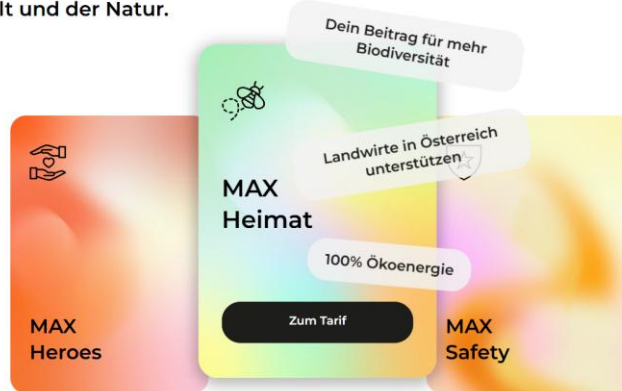 lt und der Natur.
Dein Beitrag für mehr
Biodiversität
Landwirte in Österreich
unterstützen
MAX
Heimat
100% Ökoenergie
Zum Tarif
MAX
Heroes
MAX
Safety